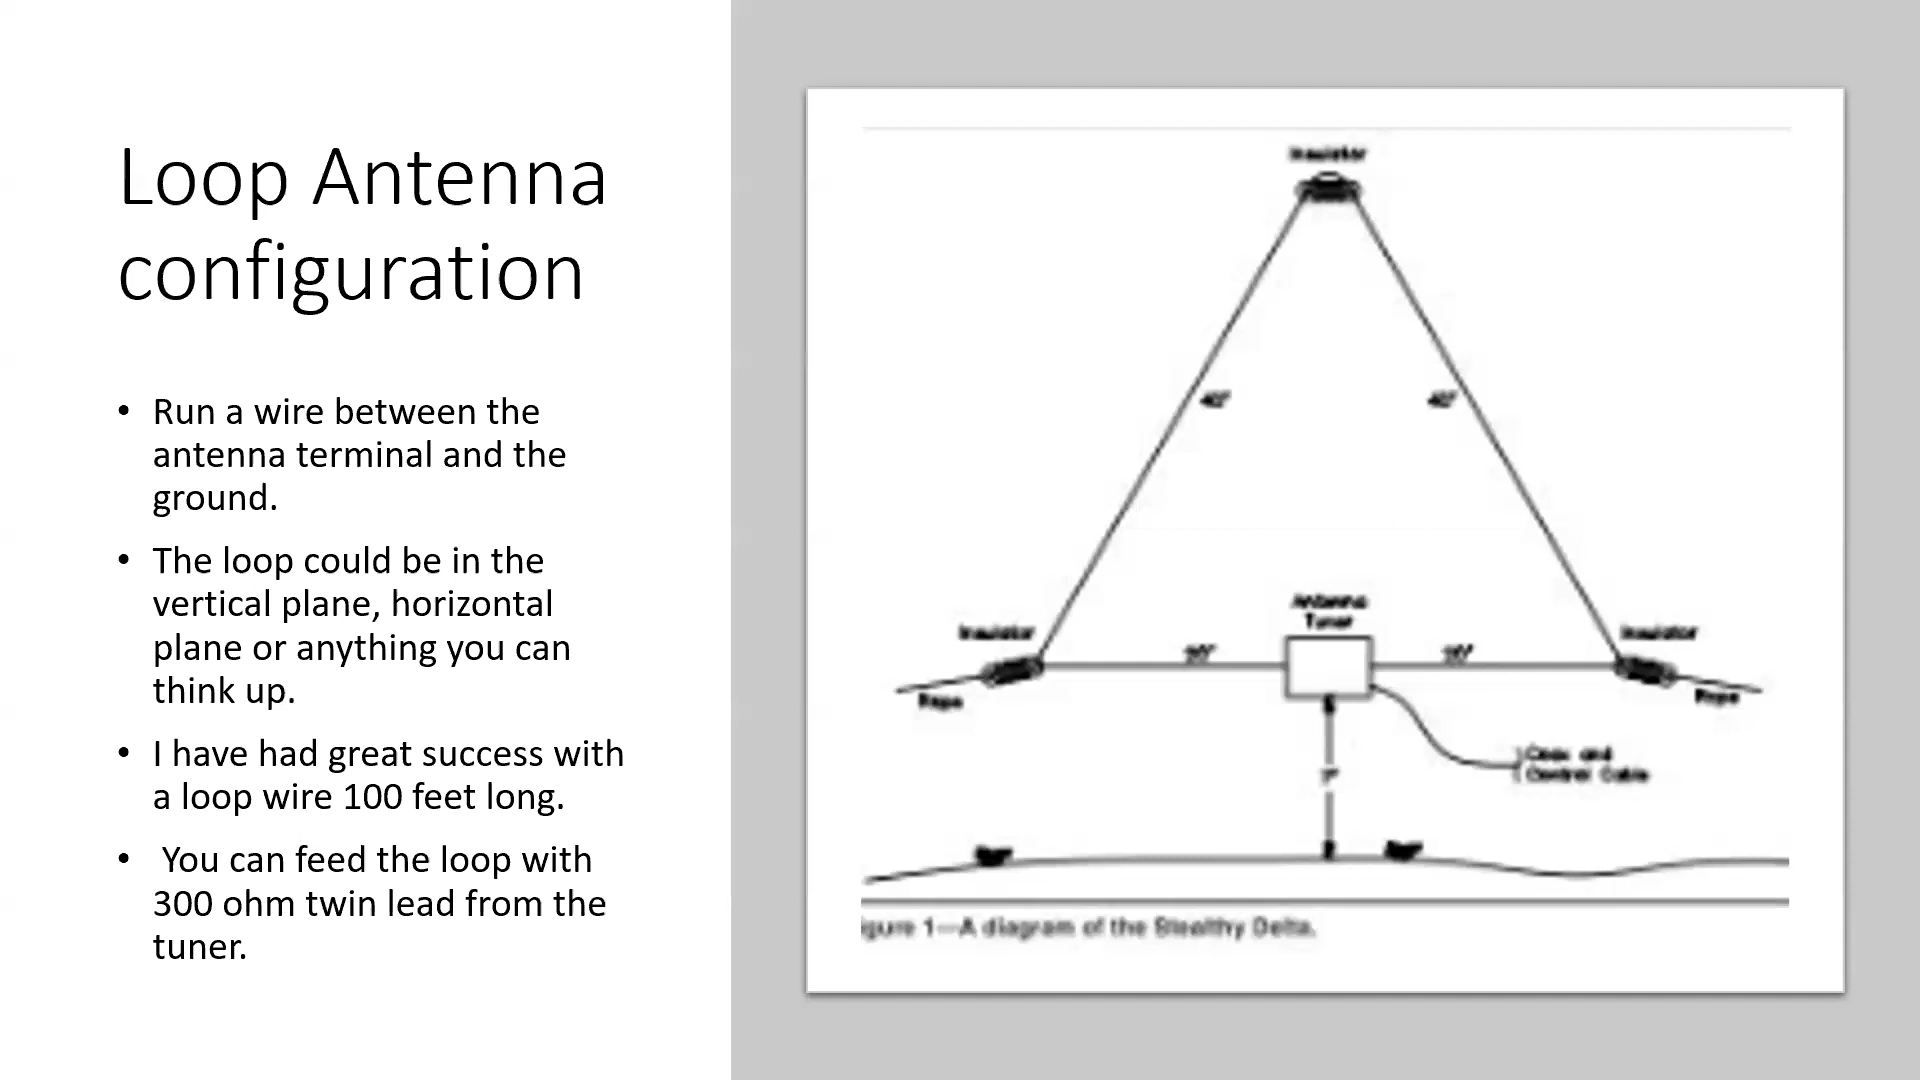 Loop Antenna
configuration
• Run a wire between the
antenna terminal and the
ground.
• The loop could be in the
vertical plane, horizontal
plane or anything you can
think up.
• I have had great success with
a loop wire 100 feet long.
• You can feed the loop with
300 ohm twin lead from the
tuner.
Insulator
40'
40'
Antenna
Tuner
Insulator
Insulator
Rope
Rope
Coax and
Control Cable
igure 1—A diagram of the Stealthy Delta.